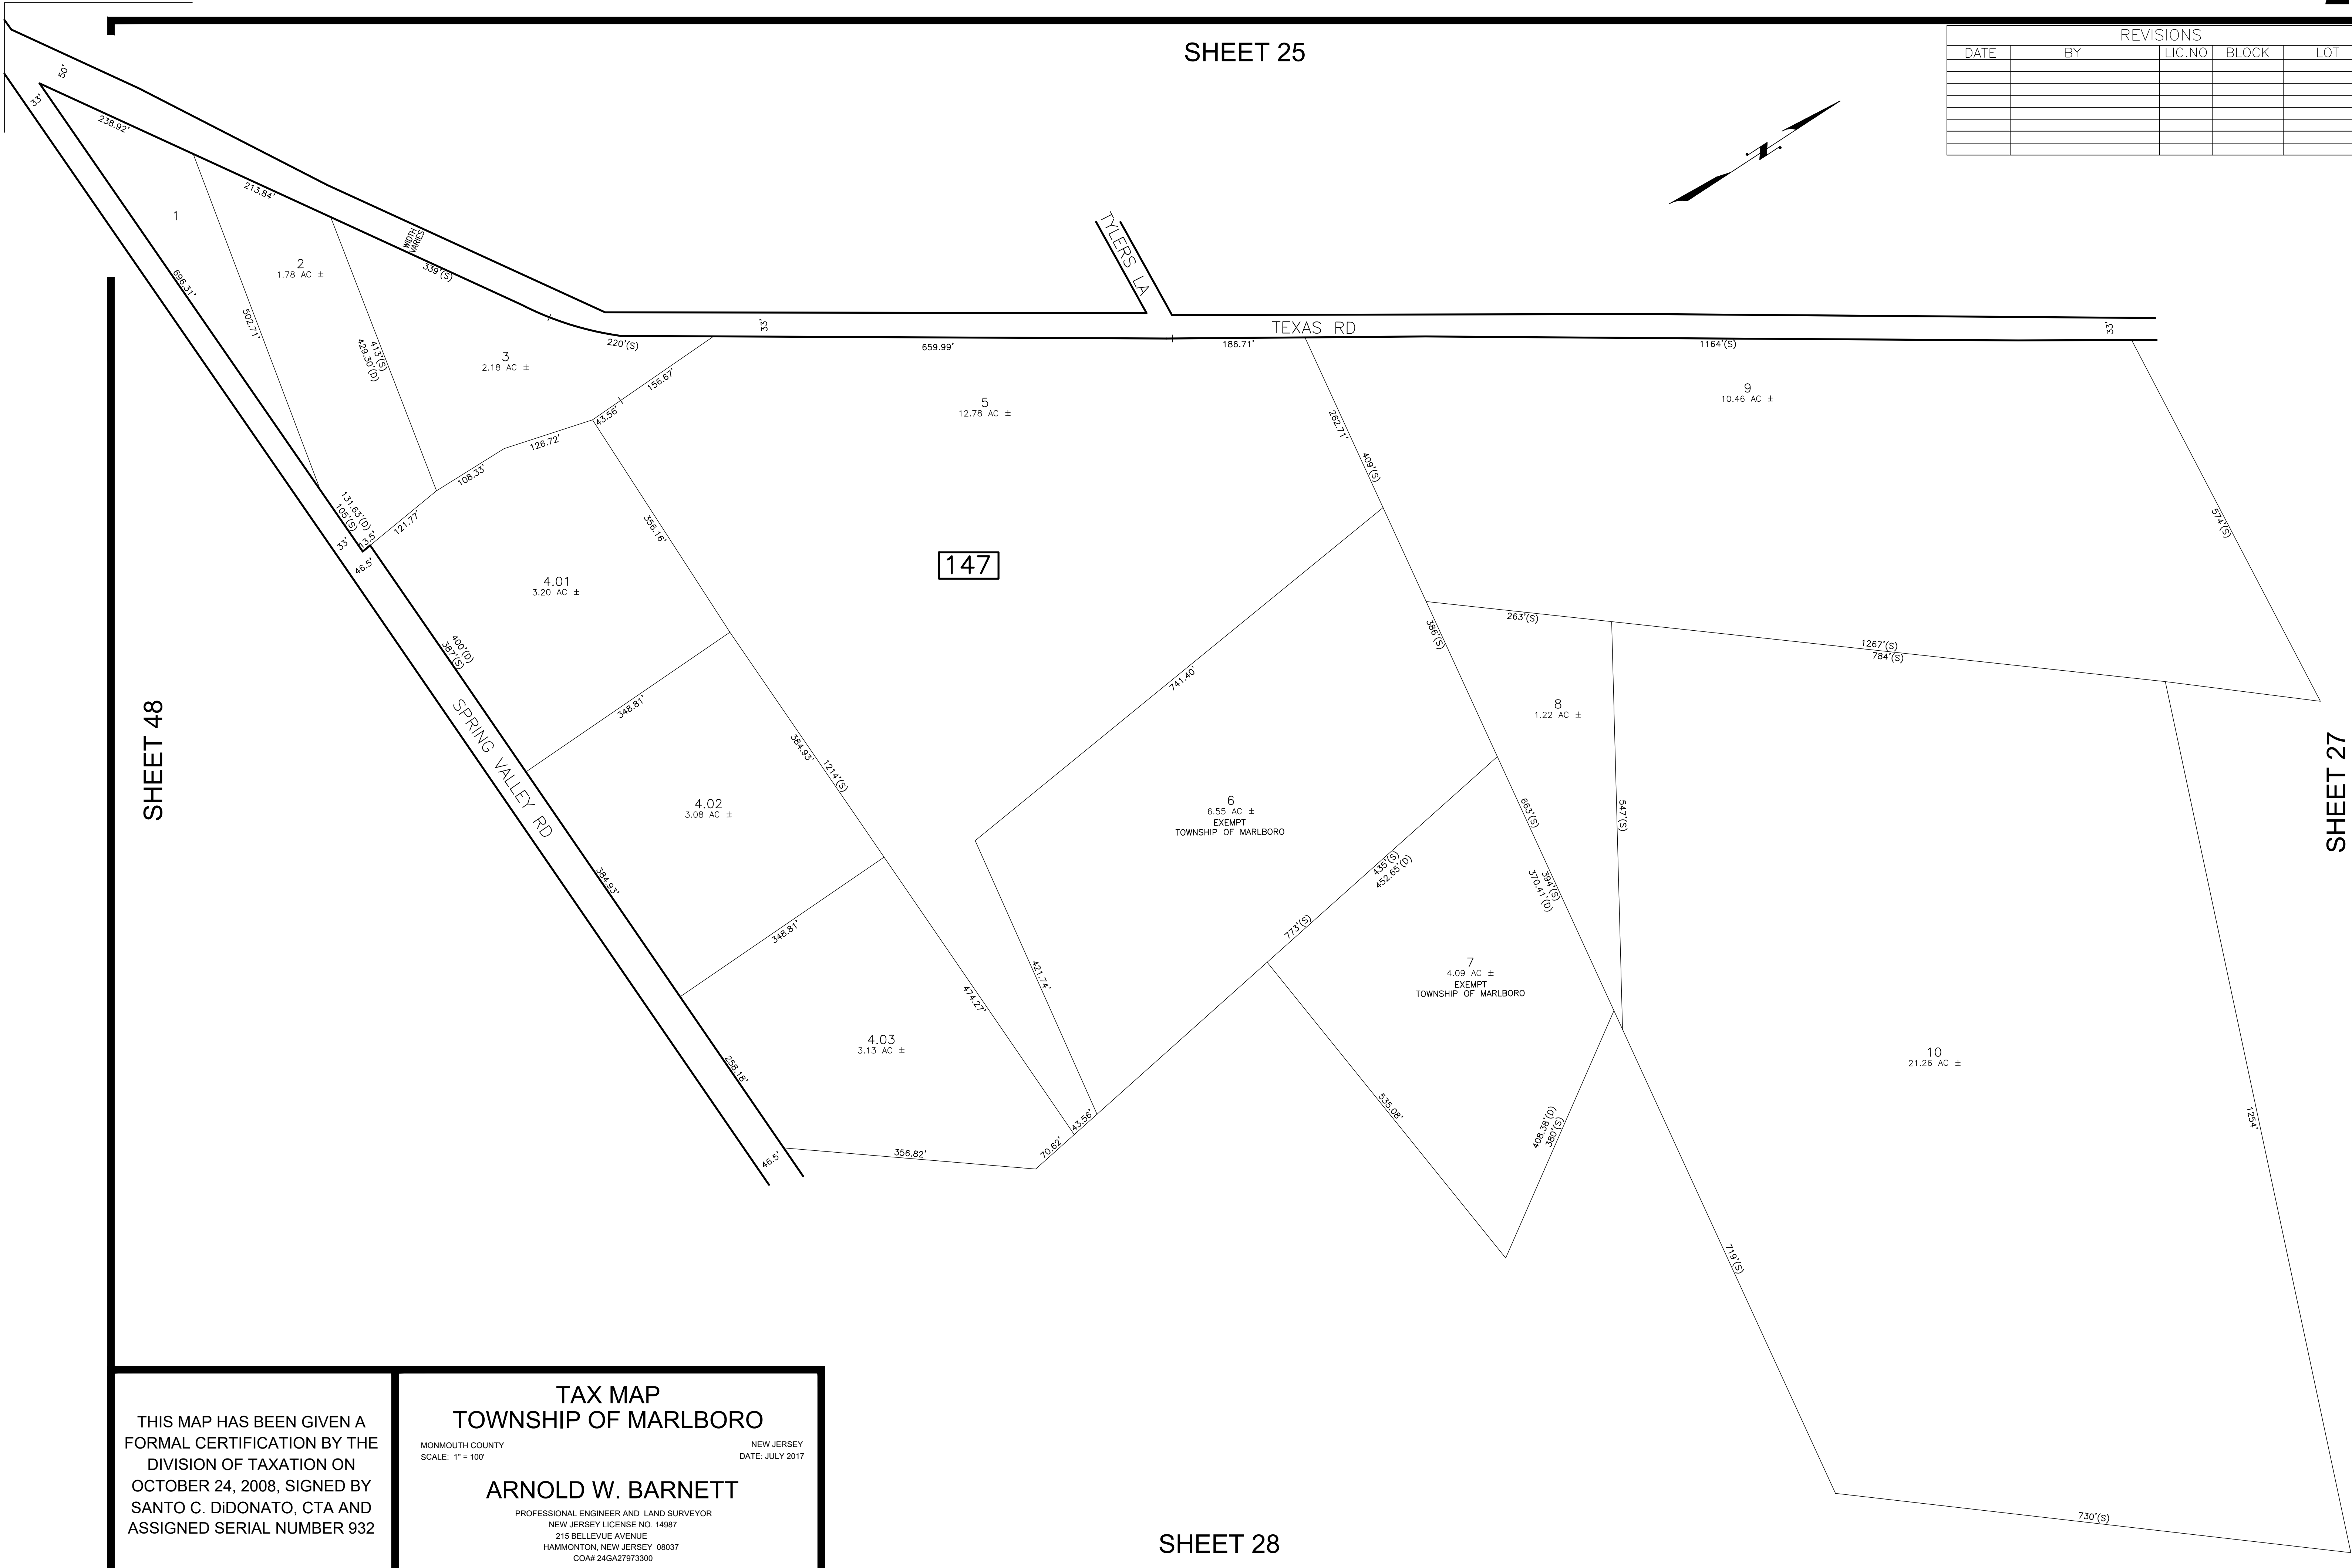 SHEET 25
REVISIONS
DATE BY LIC.NO BLOCK LOT
50'
33'
238.92'
213.84'
WIDTH
VARIES
339'(S)
TYLERS LA
1
2
1.78 AC ±
696.31'
502.71'
413'(S)
429.30'(D)
3
2.18 AC ±
220'(S)
33'
659.99'
186.71'
TEXAS RD
1164'(S)
33'
156.67'
43.56'
126.72'
108.33'
121.77'
5
12.78 AC ±
9
10.46 AC ±
262.71'
409'(S)
574'(S)
131.63'(D)
105'(S)
13.5'
33'
46.5'
356.16'
147
4.01
3.20 AC ±
400'(D)
387'(S)
348.81'
386'(S)
263'(S)
1267'(S)
784'(S)
741.40'
SHEET 48
SPRING VALLEY RD
384.93'
1214'(S)
4.02
3.08 AC ±
8
1.22 AC ±
6
6.55 AC ±
EXEMPT
TOWNSHIP OF MARLBORO
663'(S)
547'(S)
SHEET 27
384.93'
348.81'
435'(S)
452.65'(D)
394'(S)
370.41'(D)
773'(S)
421.74'
474.27'
7
4.09 AC ±
EXEMPT
TOWNSHIP OF MARLBORO
4.03
3.13 AC ±
258.18'
10
21.26 AC ±
535.08'
408.38'(D)
380'(S)
1254'
43.56'
70.62'
356.82'
46.5'
719'(S)
730'(S)
THIS MAP HAS BEEN GIVEN A
FORMAL CERTIFICATION BY THE
DIVISION OF TAXATION ON
OCTOBER 24, 2008, SIGNED BY
SANTO C. DiDONATO, CTA AND
ASSIGNED SERIAL NUMBER 932
TAX MAP
TOWNSHIP OF MARLBORO
MONMOUTH COUNTY NEW JERSEY
SCALE: 1" = 100' DATE: JULY 2017
ARNOLD W. BARNETT
PROFESSIONAL ENGINEER AND LAND SURVEYOR
NEW JERSEY LICENSE NO. 14987
215 BELLEVUE AVENUE
HAMMONTON, NEW JERSEY 08037
COA# 24GA27973300
SHEET 28